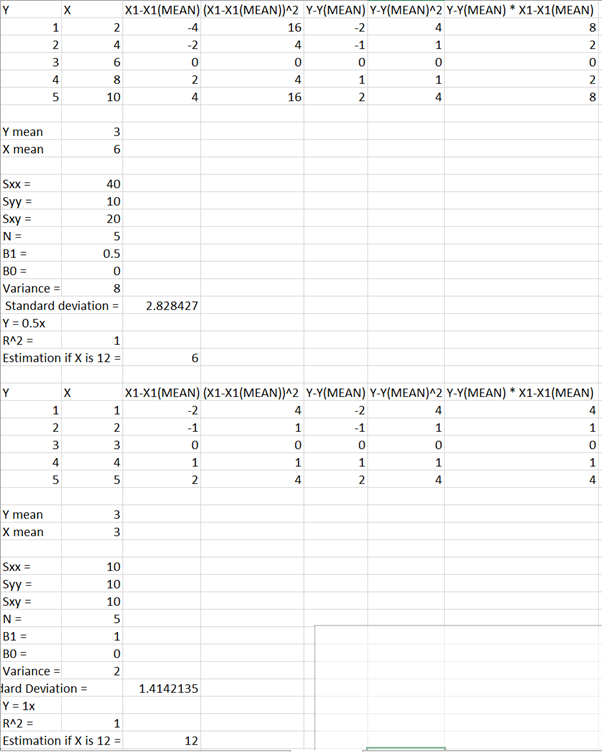 Y X X1-X1(MEAN) (X1-X1(MEAN))^2 Y-Y(MEAN) Y-Y(MEAN)^2 Y-Y(MEAN) * X1-X1(MEAN)
1 2 -4 16 -2 4 8
2 4 -2 4 -1 1 2
3 6 0 0 0 0 0
4 8 2 4 1 1 2
5 10 4 16 2 4 8
Y mean 3
X mean 6
Sxx = 40
Syy = 10
Sxy = 20
N = 5
B1 = 0.5
B0 = 0
Variance = 8
Standard deviation = 2.828427
Y = 0.5x
R^2 = 1
Estimation if X is 12 = 6
Y X X1-X1(MEAN) (X1-X1(MEAN))^2 Y-Y(MEAN) Y-Y(MEAN)^2 Y-Y(MEAN) * X1-X1(MEAN)
1 1 -2 4 -2 4 4
2 2 -1 1 -1 1 1
3 3 0 0 0 0 0
4 4 1 1 1 1 1
5 5 2 4 2 4 4
Y mean 3
X mean 3
Sxx = 10
Syy = 10
Sxy = 10
N = 5
B1 = 1
B0 = 0
Variance = 2
dard Deviation = 1.4142135
Y = 1x
R^2 = 1
Estimation if X is 12 = 12